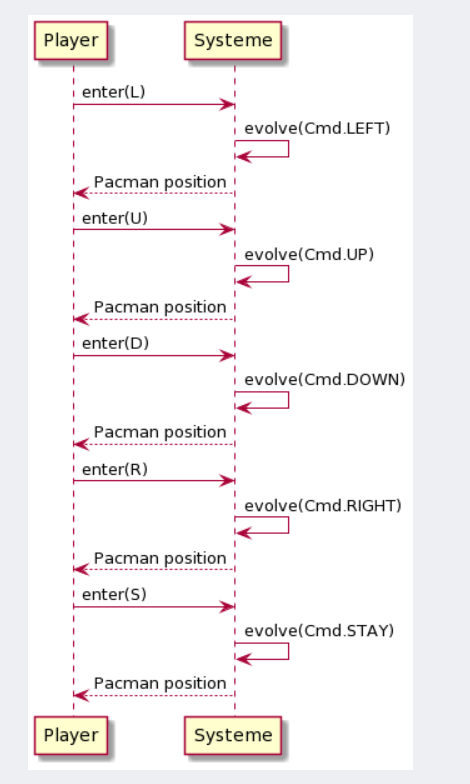 Player Systeme
enter(L)
evolve(Cmd.LEFT)
Pacman position
enter(U)
evolve(Cmd.UP)
Pacman position
enter(D)
evolve(Cmd.DOWN)
Pacman position
enter(R)
evolve(Cmd.RIGHT)
Pacman position
enter(S)
evolve(Cmd.STAY)
Pacman position
Player Systeme